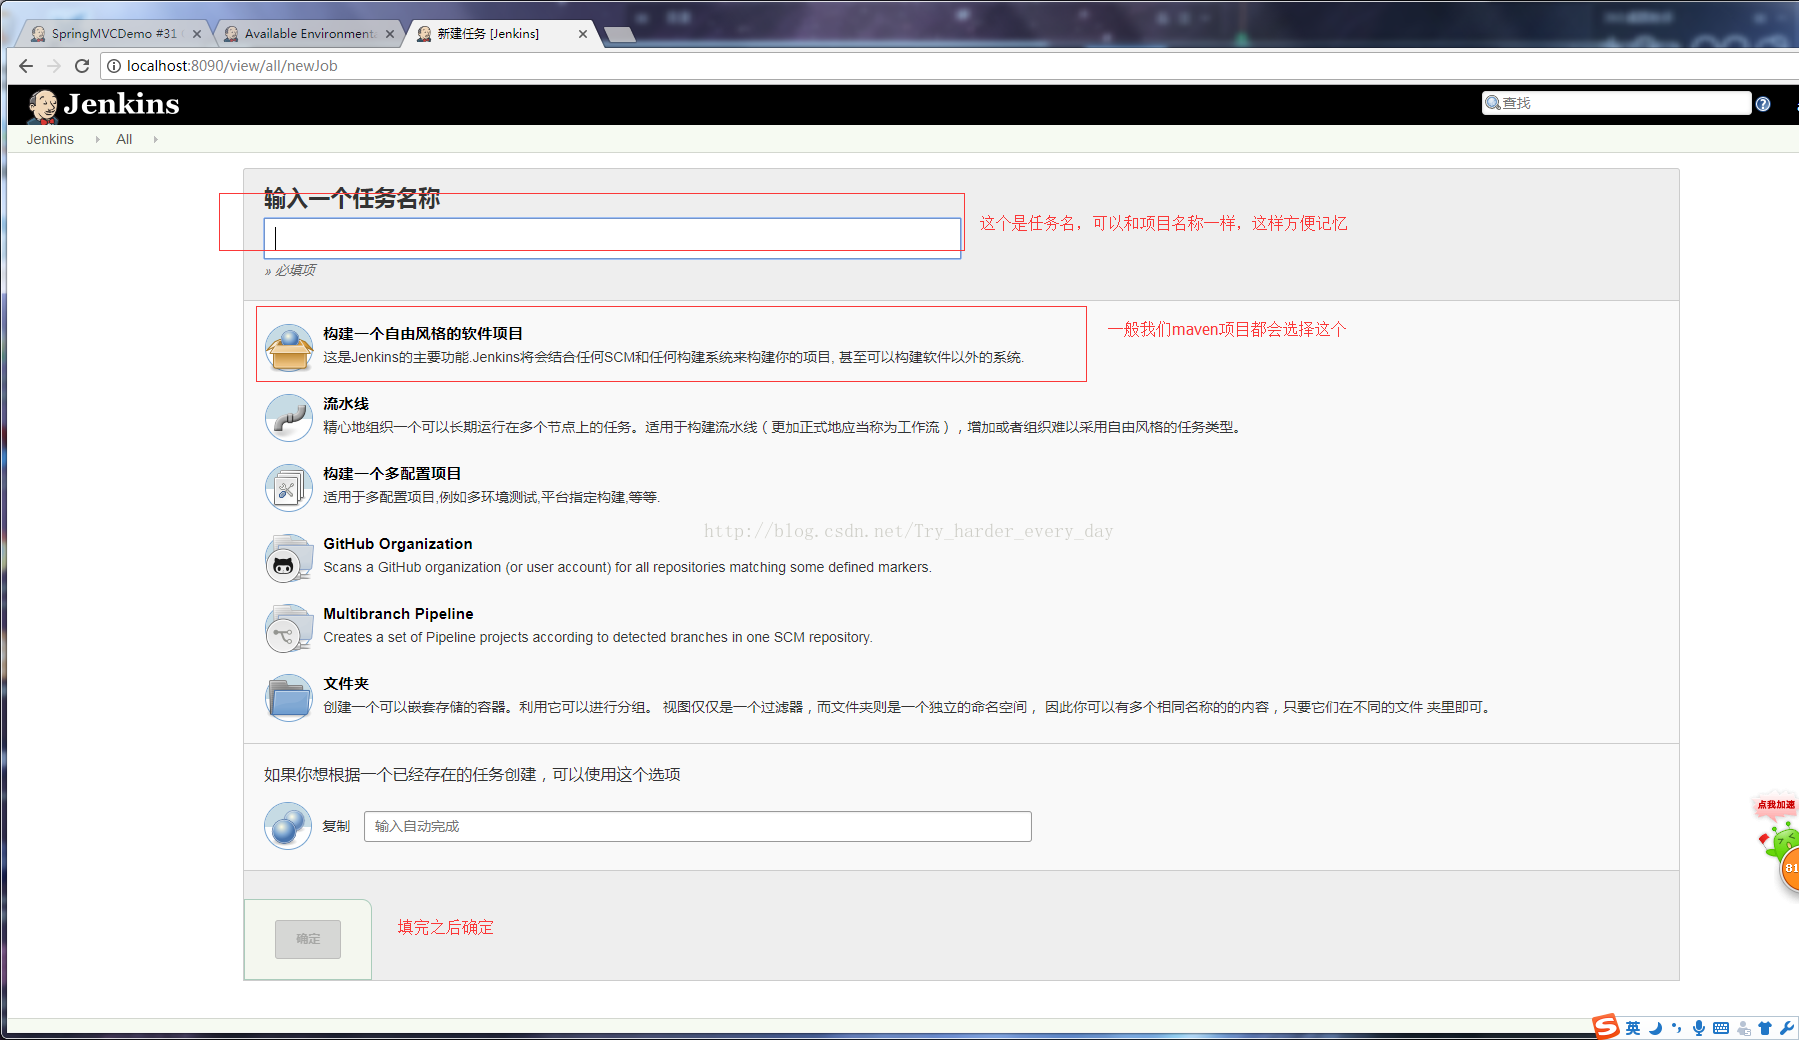 SpringMVCDemo #31
Available Environment
新建任务 [Jenkins]
localhost:8090/view/all/newJob
Jenkins
查找
Jenkins
All
输入一个任务名称
这个是任务名，可以和项目名称一样，这样方便记忆
» 必填项
构建一个自由风格的软件项目
一般我们maven项目都会选择这个
这是Jenkins的主要功能.Jenkins将会结合任何SCM和任何构建系统来构建你的项目, 甚至可以构建软件以外的系统.
流水线
精心地组织一个可以长期运行在多个节点上的任务。适用于构建流水线（更加正式地应当称为工作流），增加或者组织难以采用自由风格的任务类型。
构建一个多配置项目
适用于多配置项目,例如多环境测试,平台指定构建,等等.
http://blog.csdn.net/Try_harder_every_day
GitHub Organization
Scans a GitHub organization (or user account) for all repositories matching some defined markers.
Multibranch Pipeline
Creates a set of Pipeline projects according to detected branches in one SCM repository.
文件夹
创建一个可以嵌套存储的容器。利用它可以进行分组。 视图仅仅是一个过滤器，而文件夹则是一个独立的命名空间， 因此你可以有多个相同名称的的内容，只要它们在不同的文件 夹里即可。
如果你想根据一个已经存在的任务创建，可以使用这个选项
点我加速
复制
输入自动完成
81
填完之后确定
确定
英